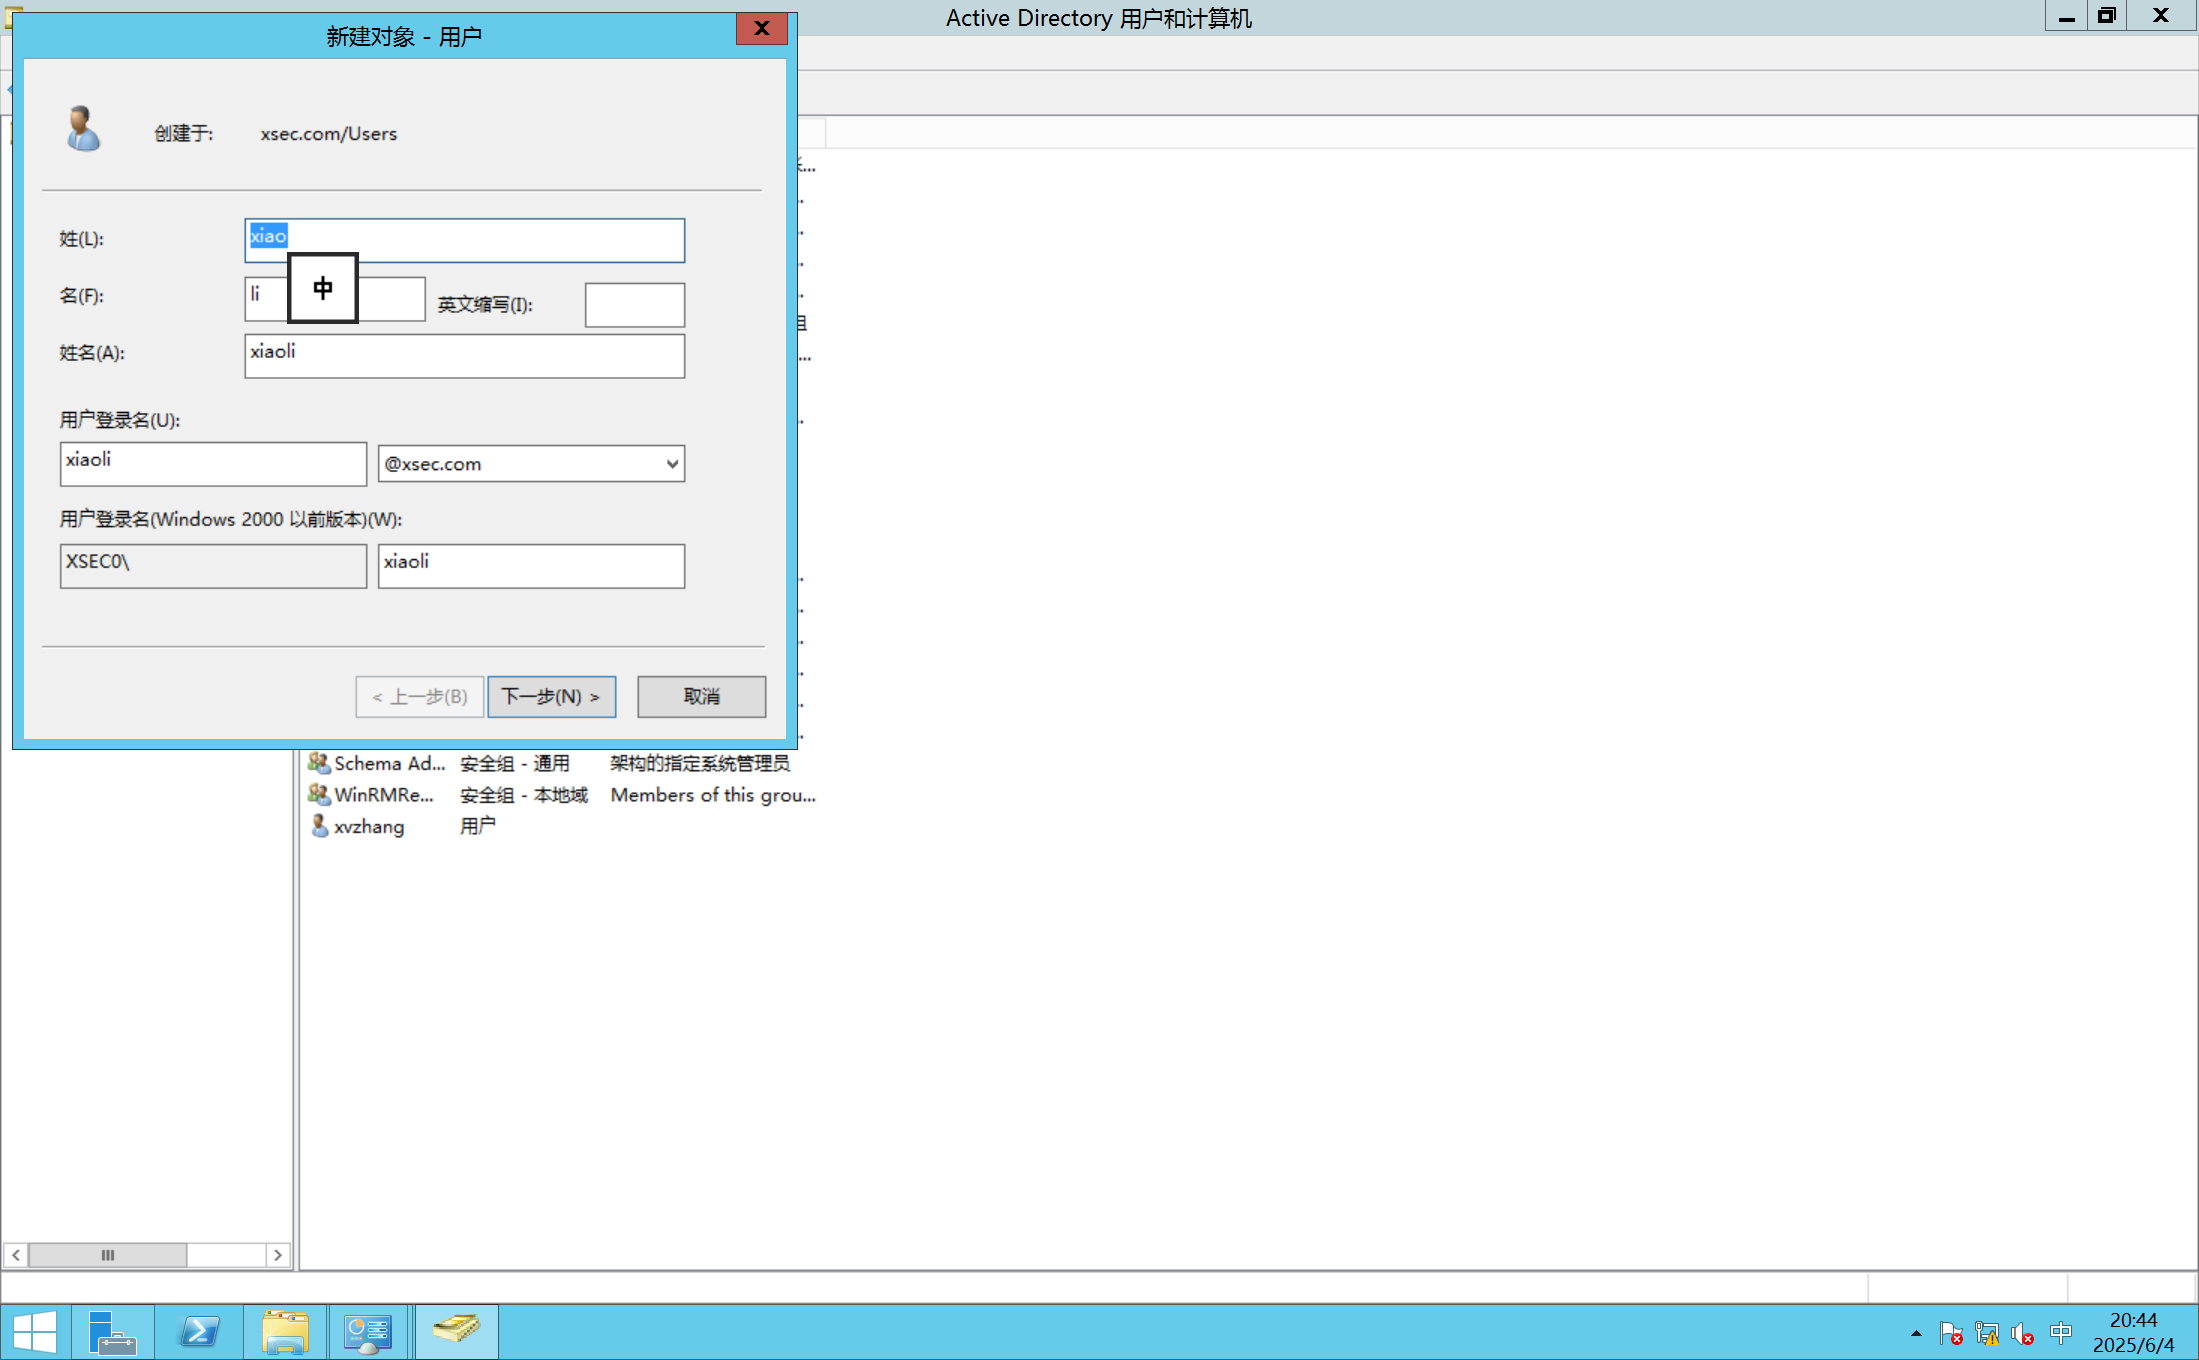 Active Directory 用户和计算机
新建对象 - 用户
创建于: xsec.com/Users
姓(L): xiao
中
名(F): li
英文缩写(I):
姓名(A): xiaoli
用户登录名(U):
xiaoli @xsec.com
用户登录名(Windows 2000 以前版本)(W):
XSEC0\ xiaoli
< 上一步(B) 下一步(N) > 取消
组
Schema Ad... 安全组 - 通用 架构的指定系统管理员
WinRMRe... 安全组 - 本地域 Members of this grou...
xvzhang 用户
中
20:44
2025/6/4